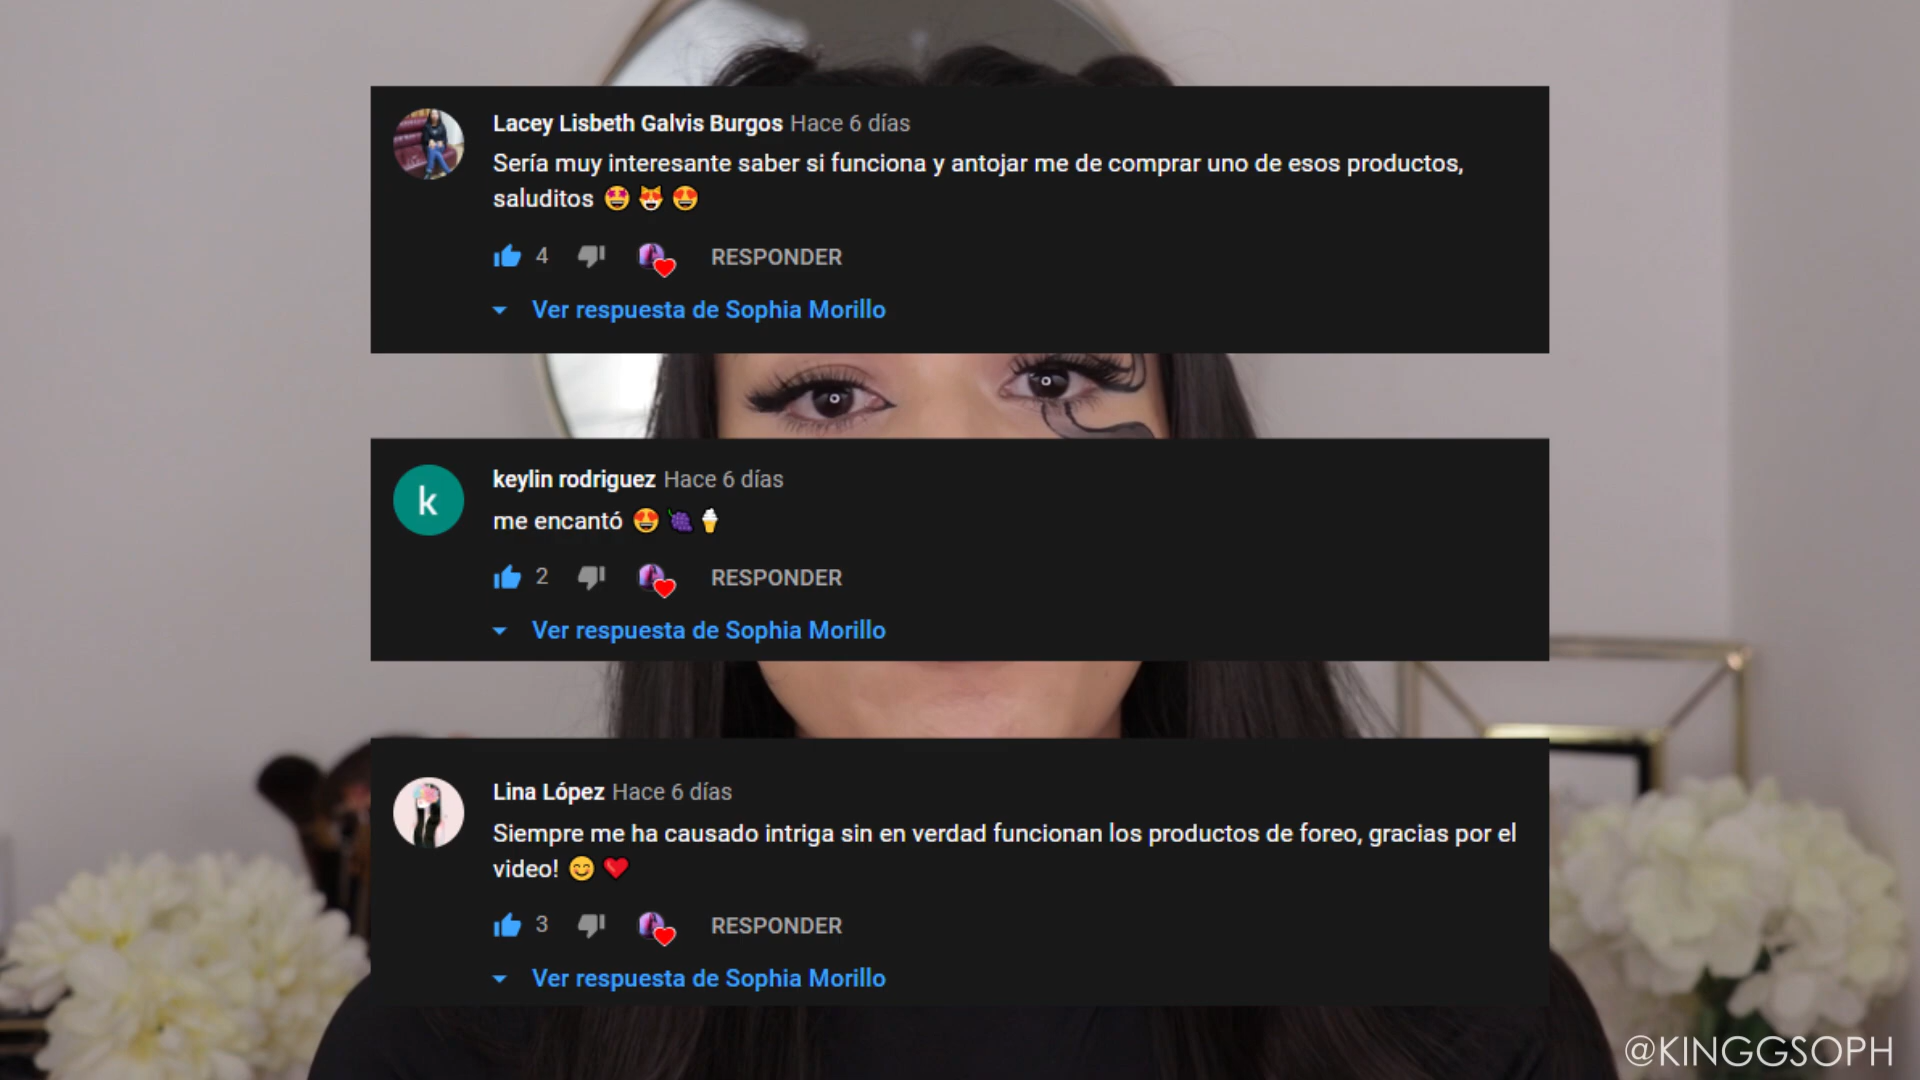 Lacey Lisbeth Galvis Burgos Hace 6 días
Sería muy interesante saber si funciona y antojar me de comprar uno de esos productos,
saluditos 🤩 😻 😍
4 RESPONDER
Ver respuesta de Sophia Morillo
k
keylin rodriguez Hace 6 días
me encantó 😍 🍇 🍦
2 RESPONDER
Ver respuesta de Sophia Morillo
Lina López Hace 6 días
Siempre me ha causado intriga sin en verdad funcionan los productos de foreo, gracias por el
video! 😊 ❤️
3 RESPONDER
Ver respuesta de Sophia Morillo
@KINGGSOPH